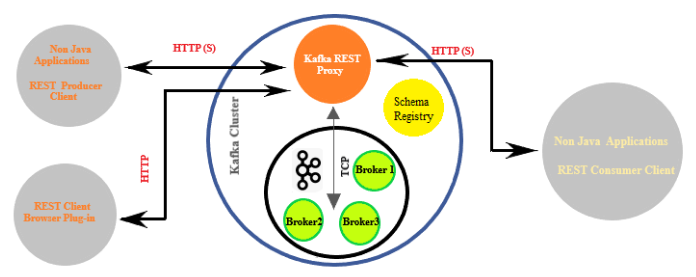 Non Java
Applications
REST Producer
Client
HTTP (S)
Kafka REST
Proxy
HTTP (S)
Schema
Registry
Kafka Cluster
HTTP
TCP
Broker 1
Broker2
Broker3
Non Java Applications
REST Consumer Client
REST Client
Browser Plug-in